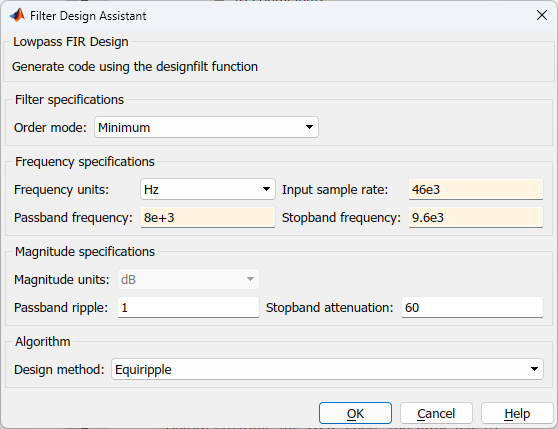 Filter Design Assistant
Lowpass FIR Design
Generate code using the designfilt function
Filter specifications
Order mode: Minimum
Frequency specifications
Frequency units: Hz Input sample rate: 46e3
Passband frequency: 8e+3 Stopband frequency: 9.6e3
Magnitude specifications
Magnitude units: dB
Passband ripple: 1 Stopband attenuation: 60
Algorithm
Design method: Equiripple
OK Cancel Help